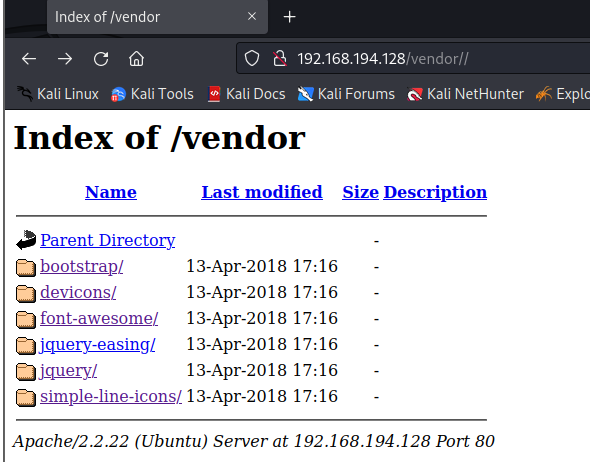 Index of /vendor
192.168.194.128/vendor//
Kali Linux Kali Tools Kali Docs Kali Forums Kali NetHunter Explo
Index of /vendor
Name Last modified Size Description
Parent Directory -
bootstrap/ 13-Apr-2018 17:16 -
devicons/ 13-Apr-2018 17:16 -
font-awesome/ 13-Apr-2018 17:16 -
jquery-easing/ 13-Apr-2018 17:16 -
jquery/ 13-Apr-2018 17:16 -
simple-line-icons/ 13-Apr-2018 17:16 -
Apache/2.2.22 (Ubuntu) Server at 192.168.194.128 Port 80